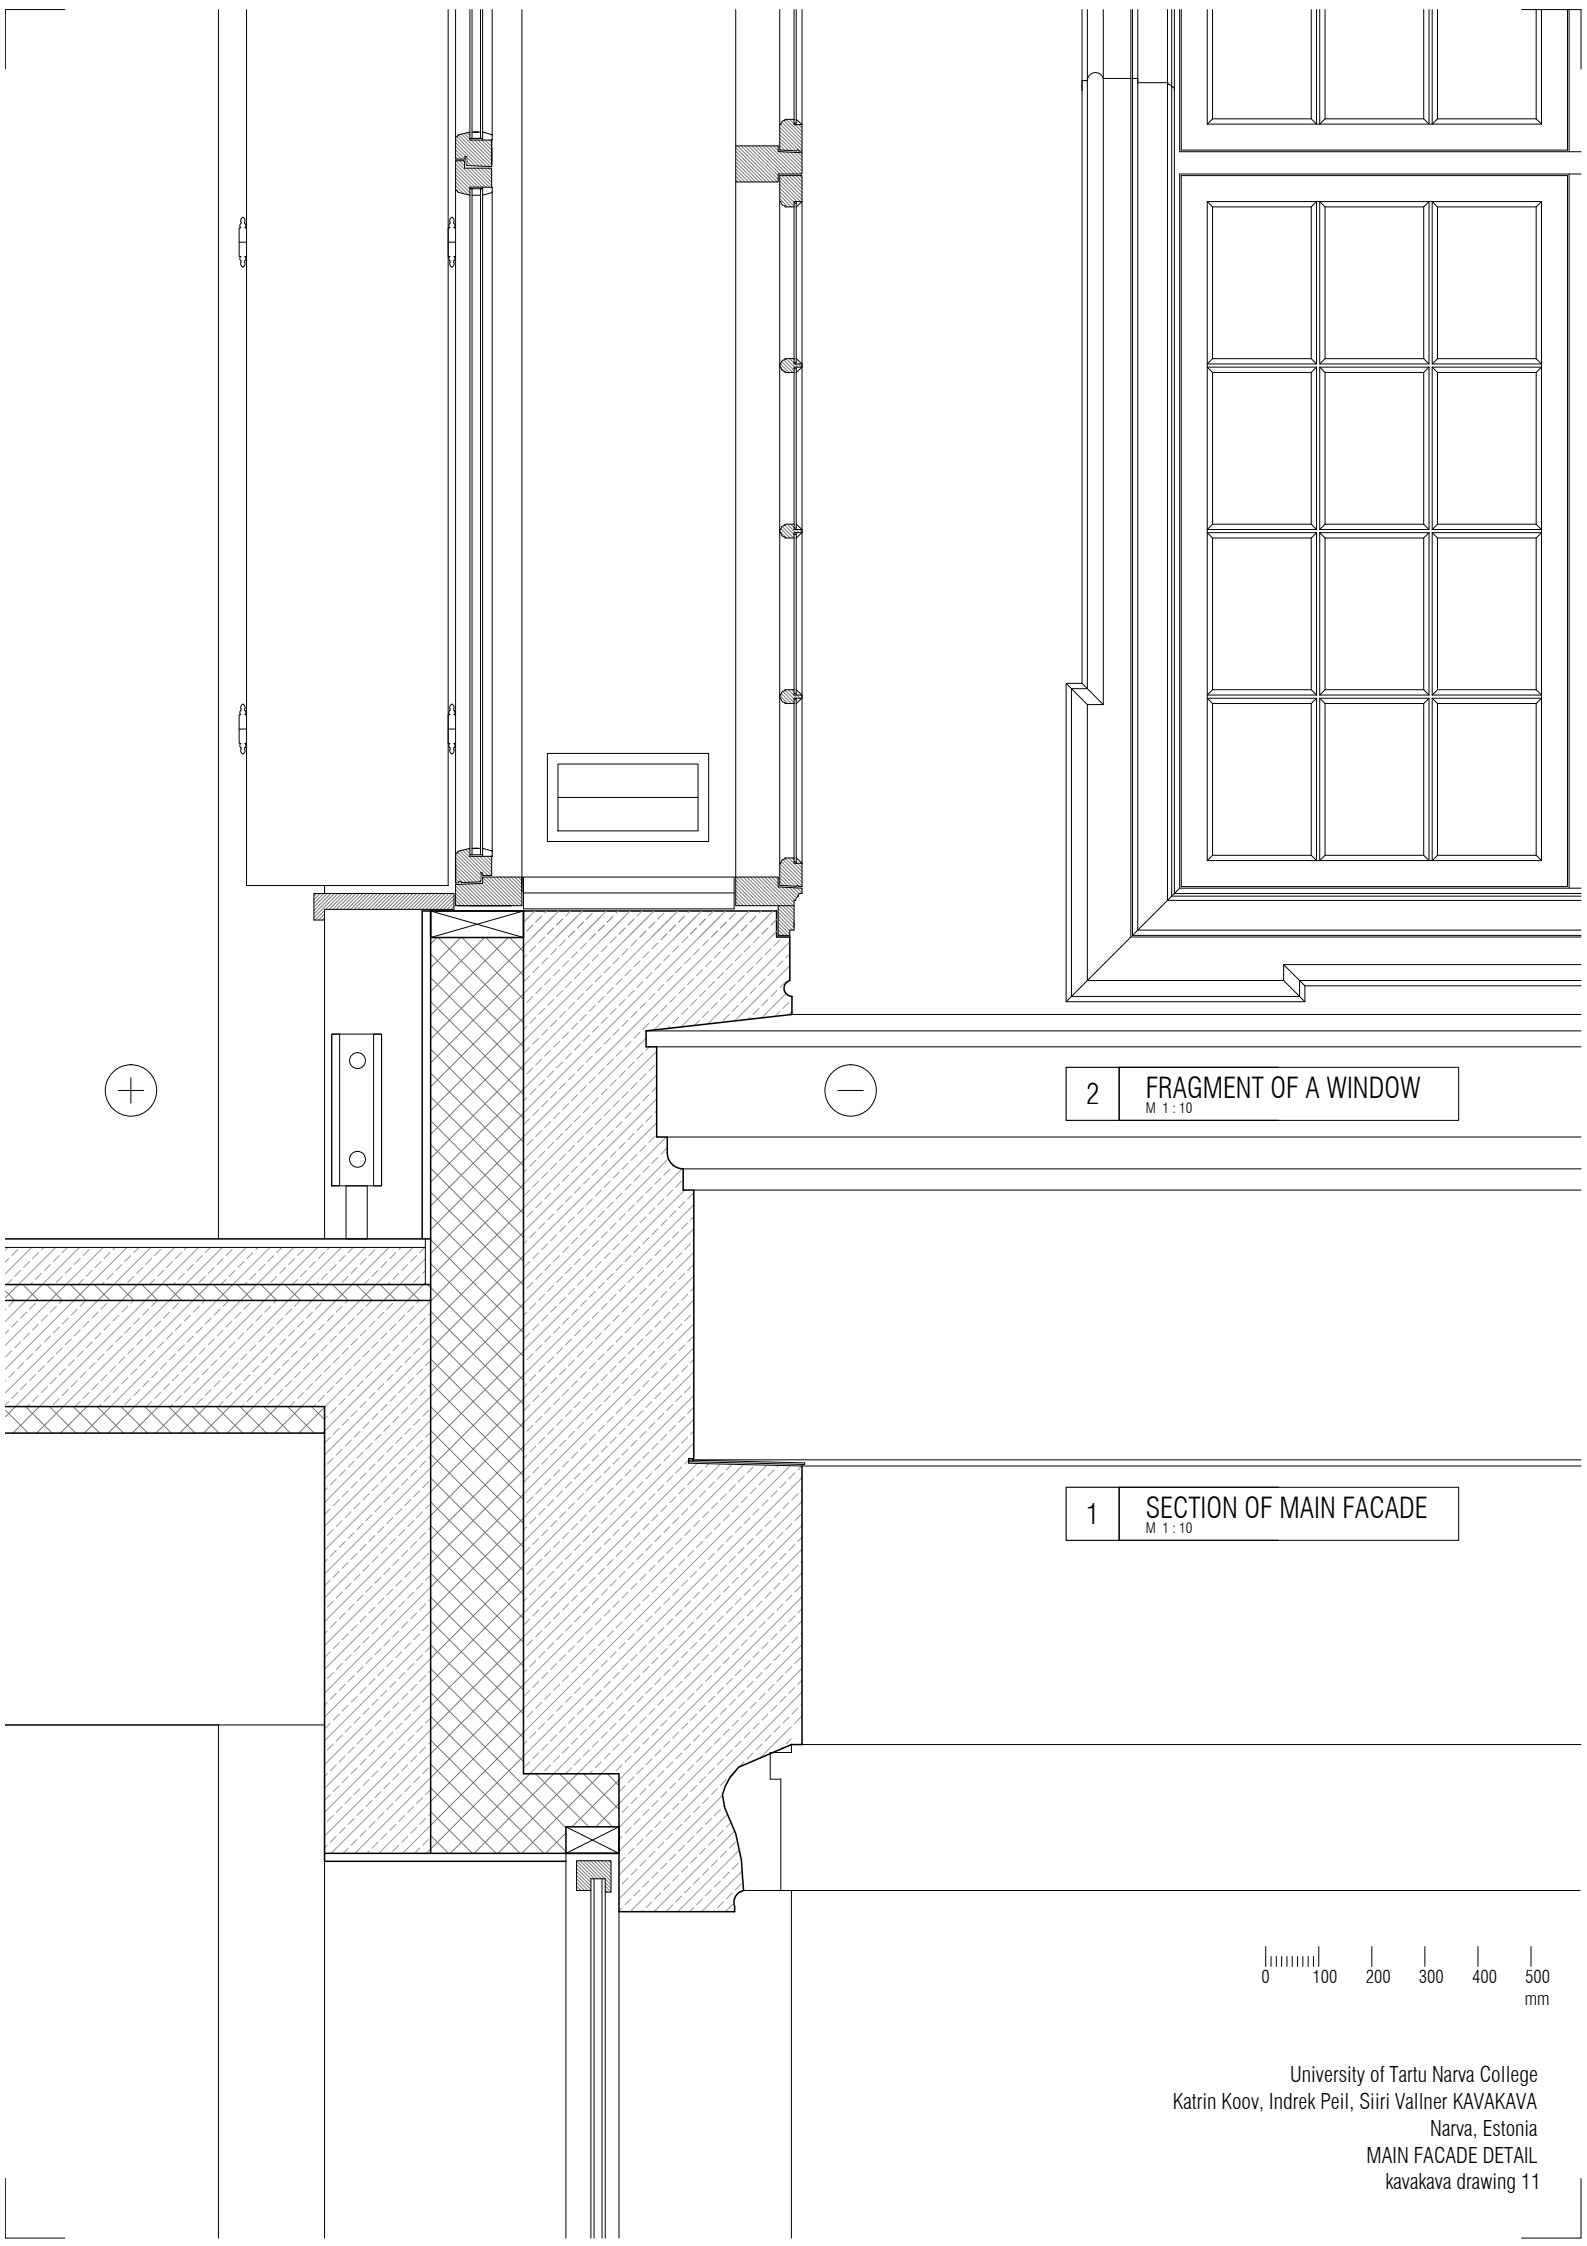 2 FRAGMENT OF A WINDOW
M 1 : 10
1 SECTION OF MAIN FACADE
M 1 : 10
0 100 200 300 400 500
mm
University of Tartu Narva College
Katrin Koov, Indrek Peil, Siiri Vallner KAVAKAVA
Narva, Estonia
MAIN FACADE DETAIL
kavakava drawing 11